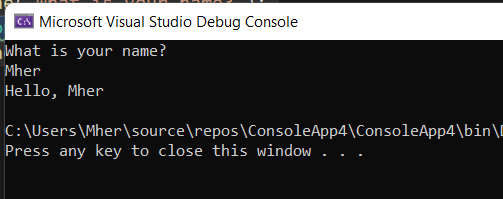 Microsoft Visual Studio Debug Console
What is your name?
Mher
Hello, Mher
C:\Users\Mher\source\repos\ConsoleApp4\ConsoleApp4\bin\
Press any key to close this window . . .